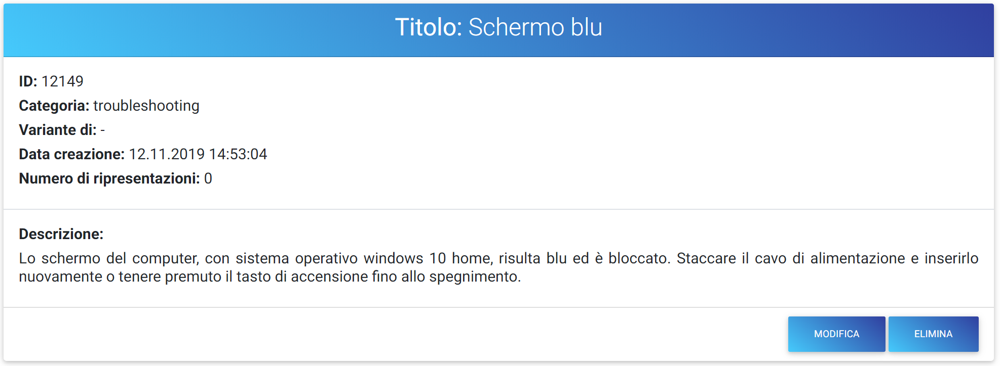 Titolo: Schermo blu
ID: 12149
Categoria: troubleshooting
Variante di: -
Data creazione: 12.11.2019 14:53:04
Numero di ripresentazioni: 0
Descrizione:
Lo schermo del computer, con sistema operativo windows 10 home, risulta blu ed è bloccato. Staccare il cavo di alimentazione e inserirlo
nuovamente o tenere premuto il tasto di accensione fino allo spegnimento.
MODIFICA ELIMINA